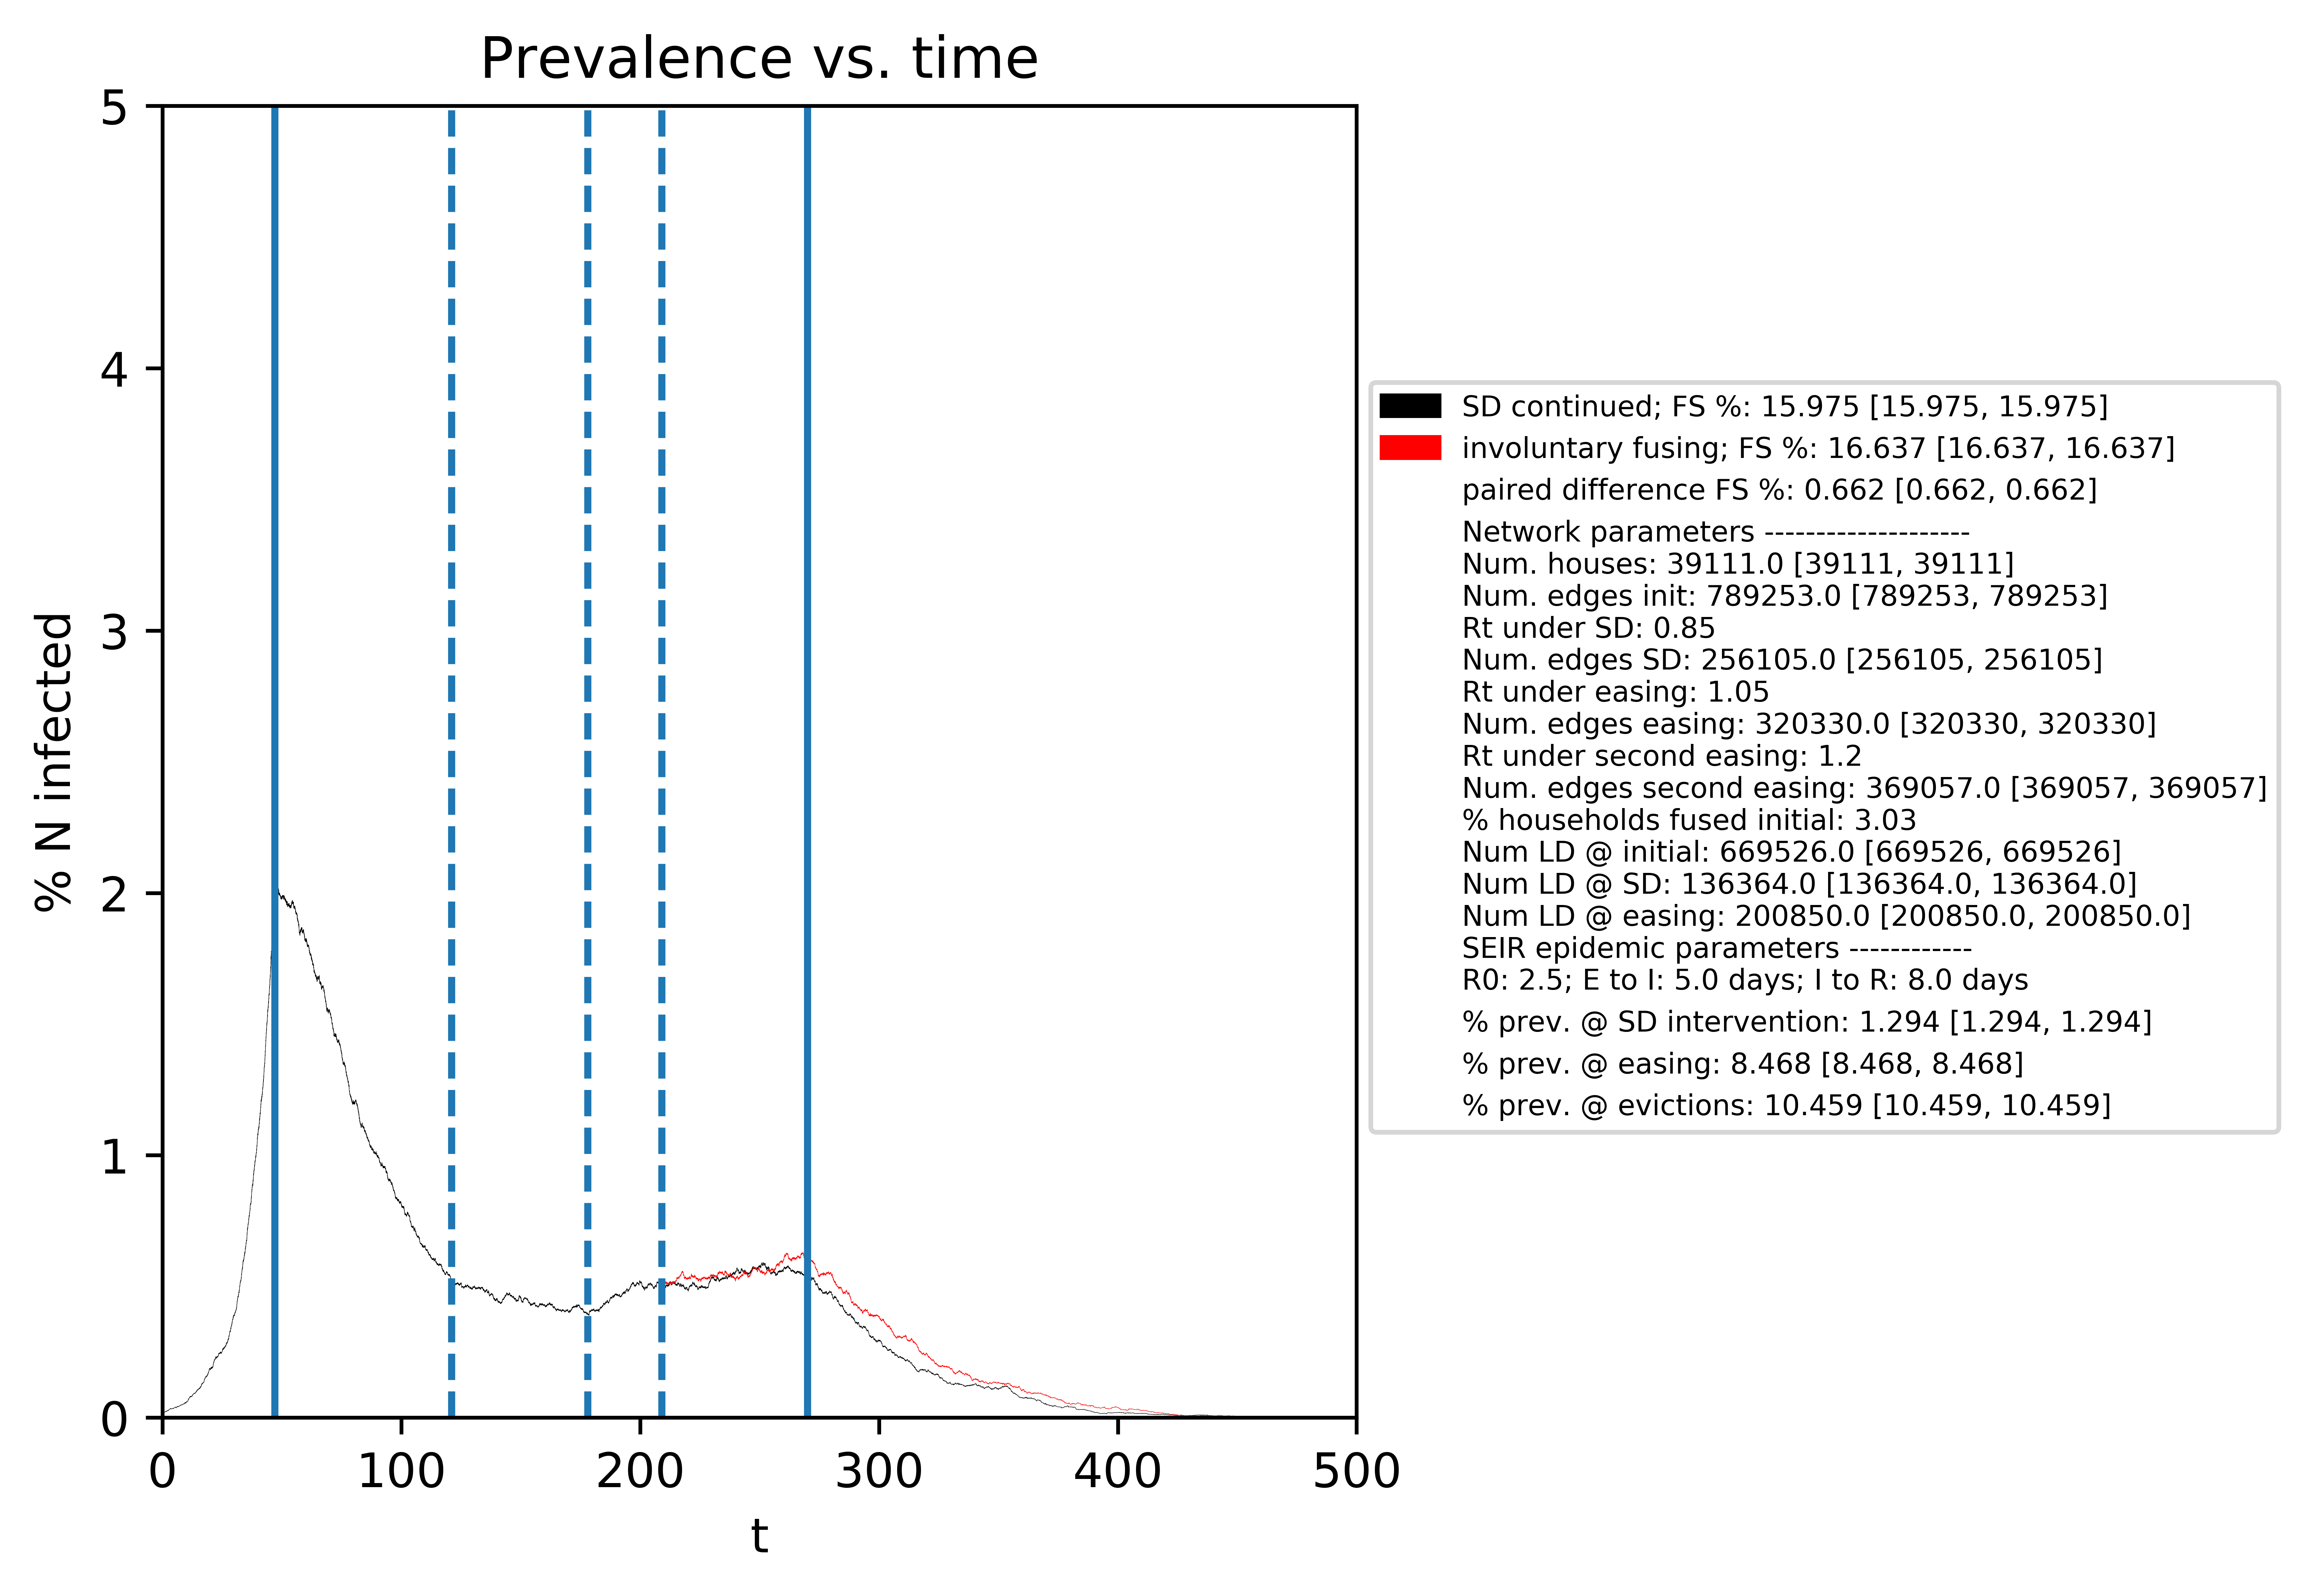 Prevalence vs. time
5
4
3
2
1
0
% N infected
0 100 200 300 400 500
t
SD continued; FS %: 15.975 [15.975, 15.975]
involuntary fusing; FS %: 16.637 [16.637, 16.637]
paired difference FS %: 0.662 [0.662, 0.662]
Network parameters --------------------
Num. houses: 39111.0 [39111, 39111]
Num. edges init: 789253.0 [789253, 789253]
Rt under SD: 0.85
Num. edges SD: 256105.0 [256105, 256105]
Rt under easing: 1.05
Num. edges easing: 320330.0 [320330, 320330]
Rt under second easing: 1.2
Num. edges second easing: 369057.0 [369057, 369057]
% households fused initial: 3.03
Num LD @ initial: 669526.0 [669526, 669526]
Num LD @ SD: 136364.0 [136364.0, 136364.0]
Num LD @ easing: 200850.0 [200850.0, 200850.0]
SEIR epidemic parameters ------------
R0: 2.5; E to I: 5.0 days; I to R: 8.0 days
% prev. @ SD intervention: 1.294 [1.294, 1.294]
% prev. @ easing: 8.468 [8.468, 8.468]
% prev. @ evictions: 10.459 [10.459, 10.459]